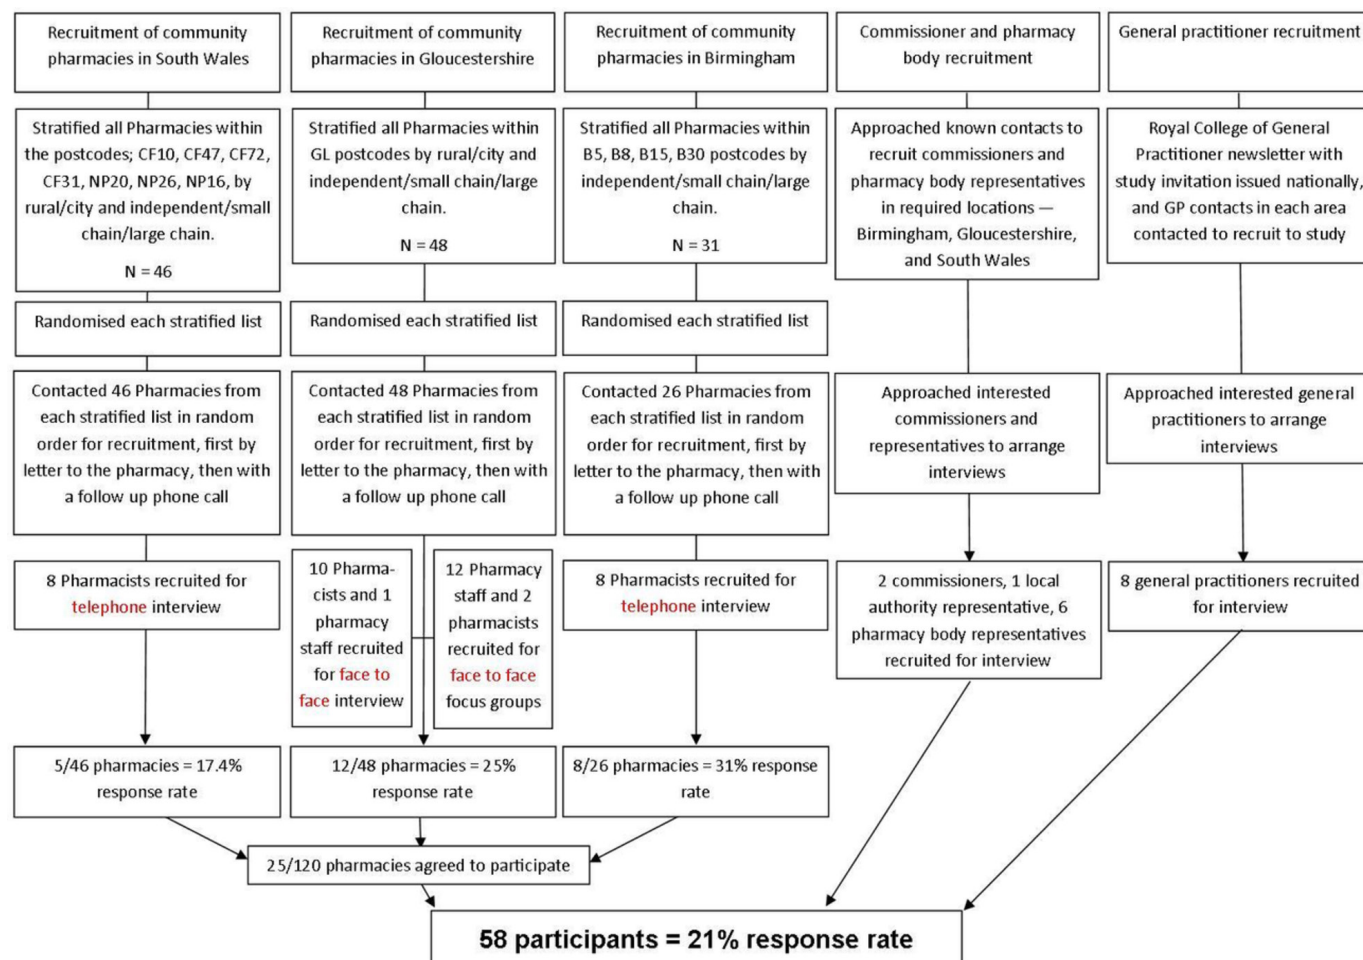 Recruitment of community
pharmacies in South Wales
Stratified all Pharmacies within
the postcodes; CF10, CF47, CF72,
CF31, NP20, NP26, NP16, by
rural/city and independent/small
chain/large chain.
N = 46
Randomised each stratified list
Contacted 46 Pharmacies from
each stratified list in random
order for recruitment, first by
letter to the pharmacy, then with
a follow up phone call
8 Pharmacists recruited for
telephone interview
5/46 pharmacies = 17.4%
response rate
Recruitment of community
pharmacies in Gloucestershire
Stratified all Pharmacies within
GL postcodes by rural/city and
independent/small chain/large
chain.
N = 48
Randomised each stratified list
Contacted 48 Pharmacies from
each stratified list in random
order for recruitment, first by
letter to the pharmacy, then with
a follow up phone call
10 Pharma-
cists and 1
pharmacy
staff recruited
for face to
face interview
12 Pharmacy
staff and 2
pharmacists
recruited for
face to face
focus groups
12/48 pharmacies = 25%
response rate
Recruitment of community
pharmacies in Birmingham
Stratified all Pharmacies within
B5, B8, B15, B30 postcodes by
independent/small chain/large
chain.
N = 31
Randomised each stratified list
Contacted 26 Pharmacies from
each stratified list in random
order for recruitment, first by
letter to the pharmacy, then with
a follow up phone call
8 Pharmacists recruited for
telephone interview
8/26 pharmacies = 31% response
rate
25/120 pharmacies agreed to participate
Commissioner and pharmacy
body recruitment
Approached known contacts to
recruit commissioners and
pharmacy body representatives
in required locations —
Birmingham, Gloucestershire,
and South Wales
Approached interested
commissioners and
representatives to arrange
interviews
2 commissioners, 1 local
authority representative, 6
pharmacy body representatives
recruited for interview
General practitioner recruitment
Royal College of General
Practitioner newsletter with
study invitation issued nationally,
and GP contacts in each area
contacted to recruit to study
Approached interested general
practitioners to arrange
interviews
8 general practitioners recruited
for interview
58 participants = 21% response rate